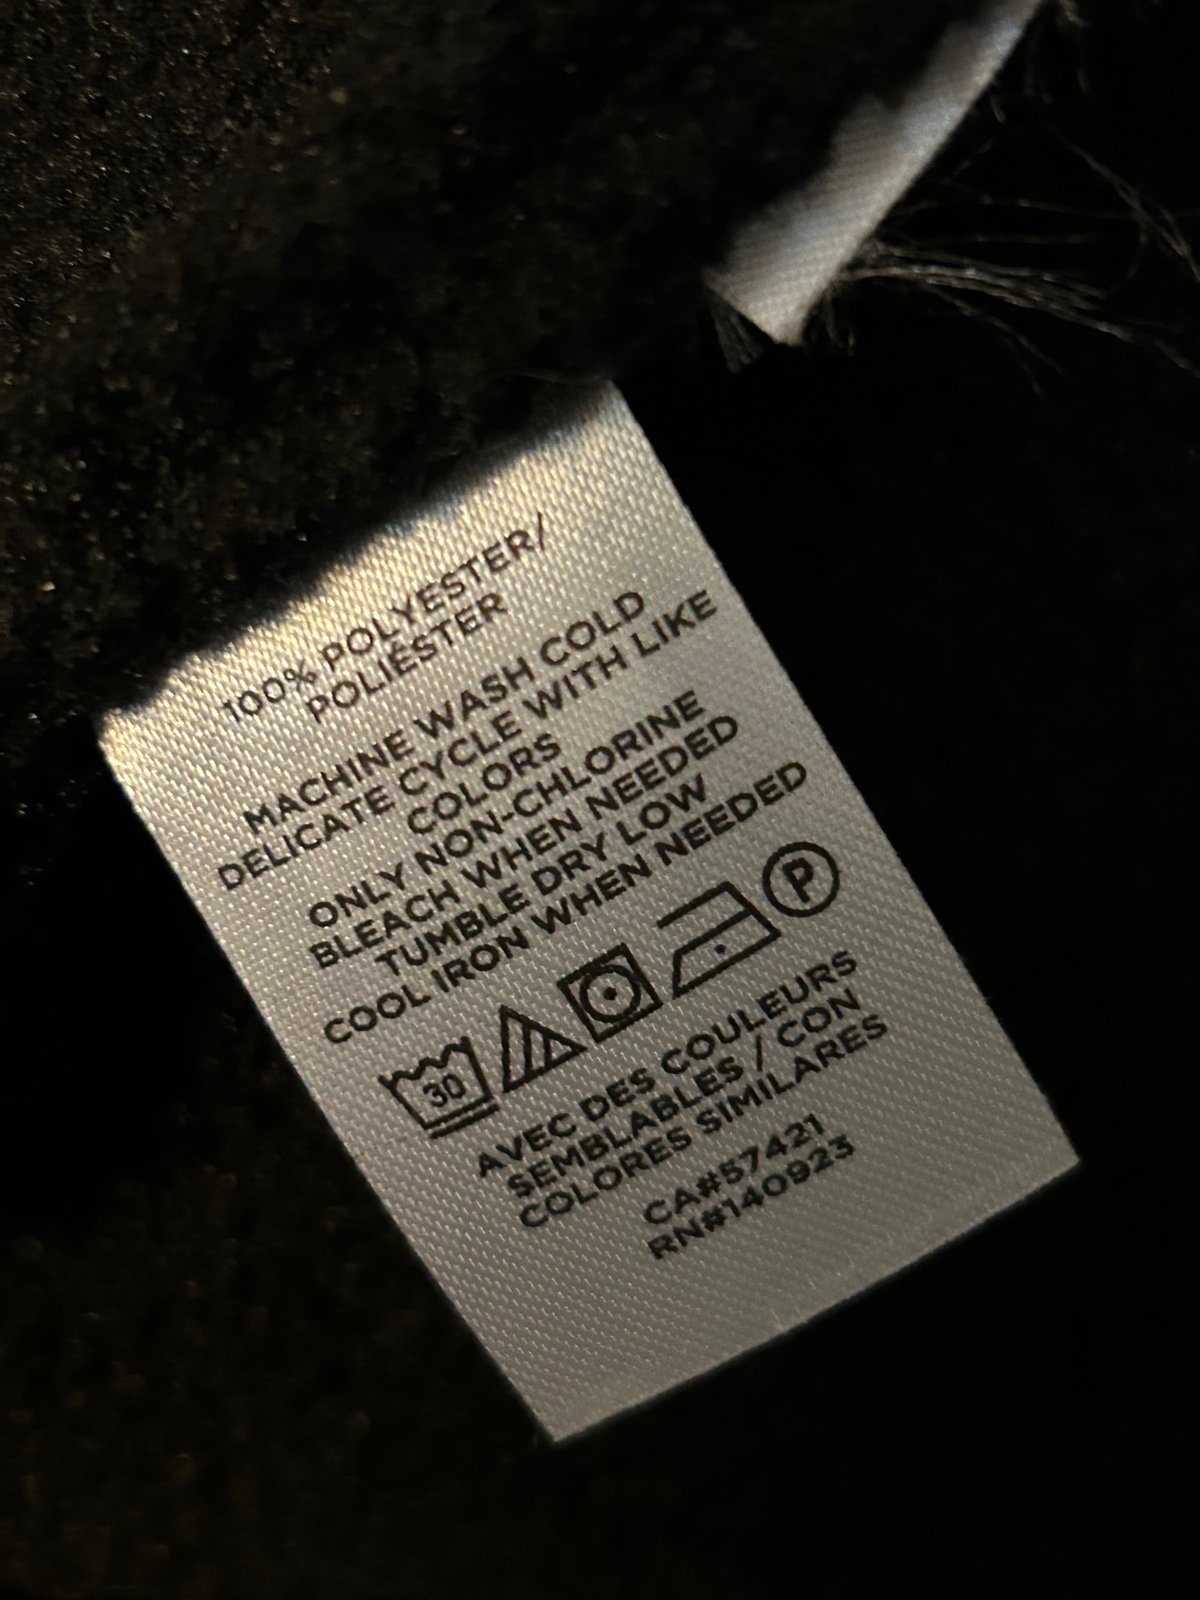 100% POLYESTER/
POLIÉSTER
MACHINE WASH COLD
DELICATE CYCLE WITH LIKE
COLORS
ONLY NON-CHLORINE
BLEACH WHEN NEEDED
TUMBLE DRY LOW
COOL IRON WHEN NEEDED
30 P
AVEC DES COULEURS
SEMBLABLES / CON
COLORES SIMILARES
CA#57421
RN#140923